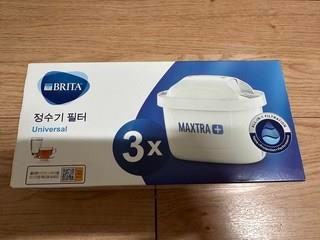 BRITA
정수기 필터
Universal
3x
MAXTRA+